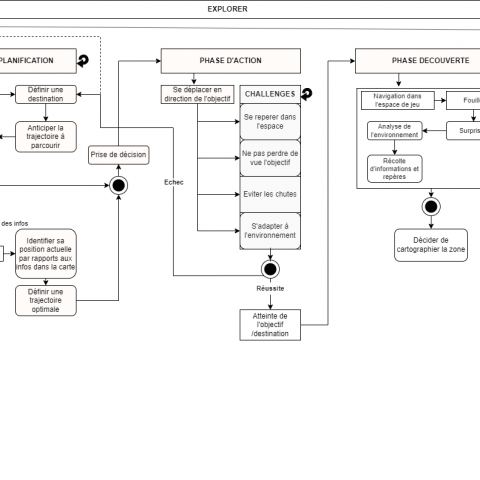 EXPLORER
PLANIFICATION
Définir une
destination
Anticiper la
trajectoire à
parcourir
Prise de décision
des infos
Identifier sa
position actuelle
par rapports aux
infos dans la carte
Définir une
trajectoire
optimale
PHASE D'ACTION
Se déplacer en
direction de l'objectif
CHALLENGES
Se reperer dans
l'espace
Ne pas perdre de
vue l'objectif
Eviter les chutes
S'adapter à
l'environnement
Echec
Réussite
Atteinte de
l'objectif
/destination
PHASE DECOUVERTE
Navigation dans
l'espace de jeu
Fouill
Analyse de
l'environnement
Surpris
Récolte
d'informations et
repères
Décider de
cartographier la zone